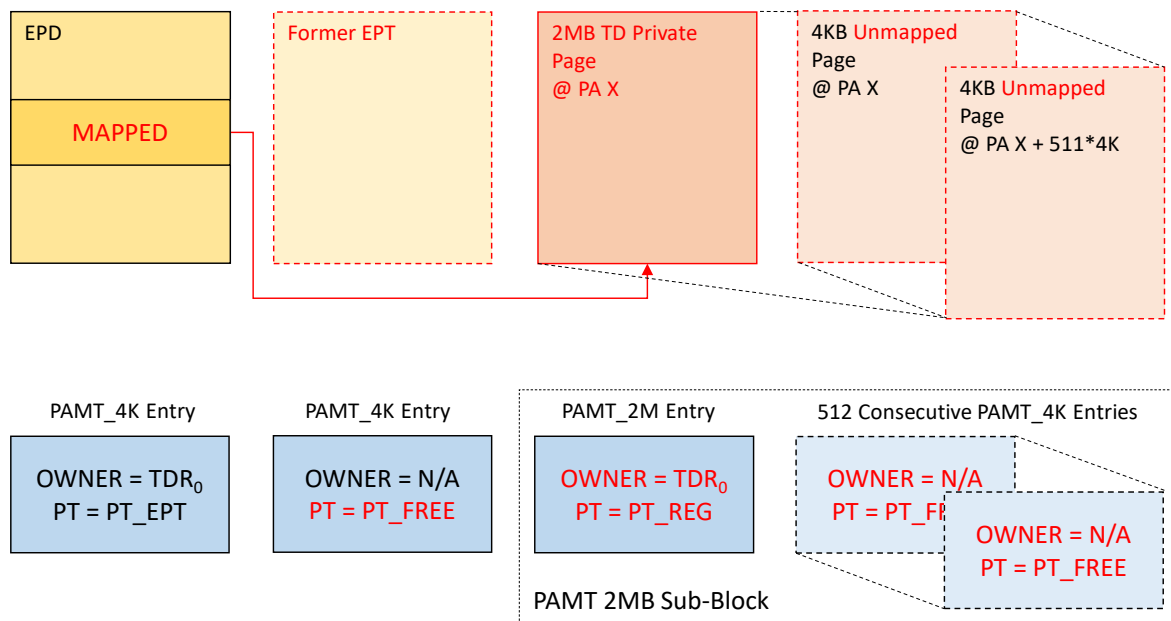 EPD
MAPPED
Former EPT
2MB TD Private
Page
@ PA X
4KB Unmapped
Page
@ PA X
4KB Unmapped
Page
@ PA X + 511*4K
PAMT_4K Entry
OWNER = TDR₀
PT = PT_EPT
PAMT_4K Entry
OWNER = N/A
PT = PT_FREE
PAMT_2M Entry
OWNER = TDR₀
PT = PT_REG
512 Consecutive PAMT_4K Entries
OWNER = N/A
PT =
OWNER = N/A
PT = PT_FREE
PAMT 2MB Sub-Block